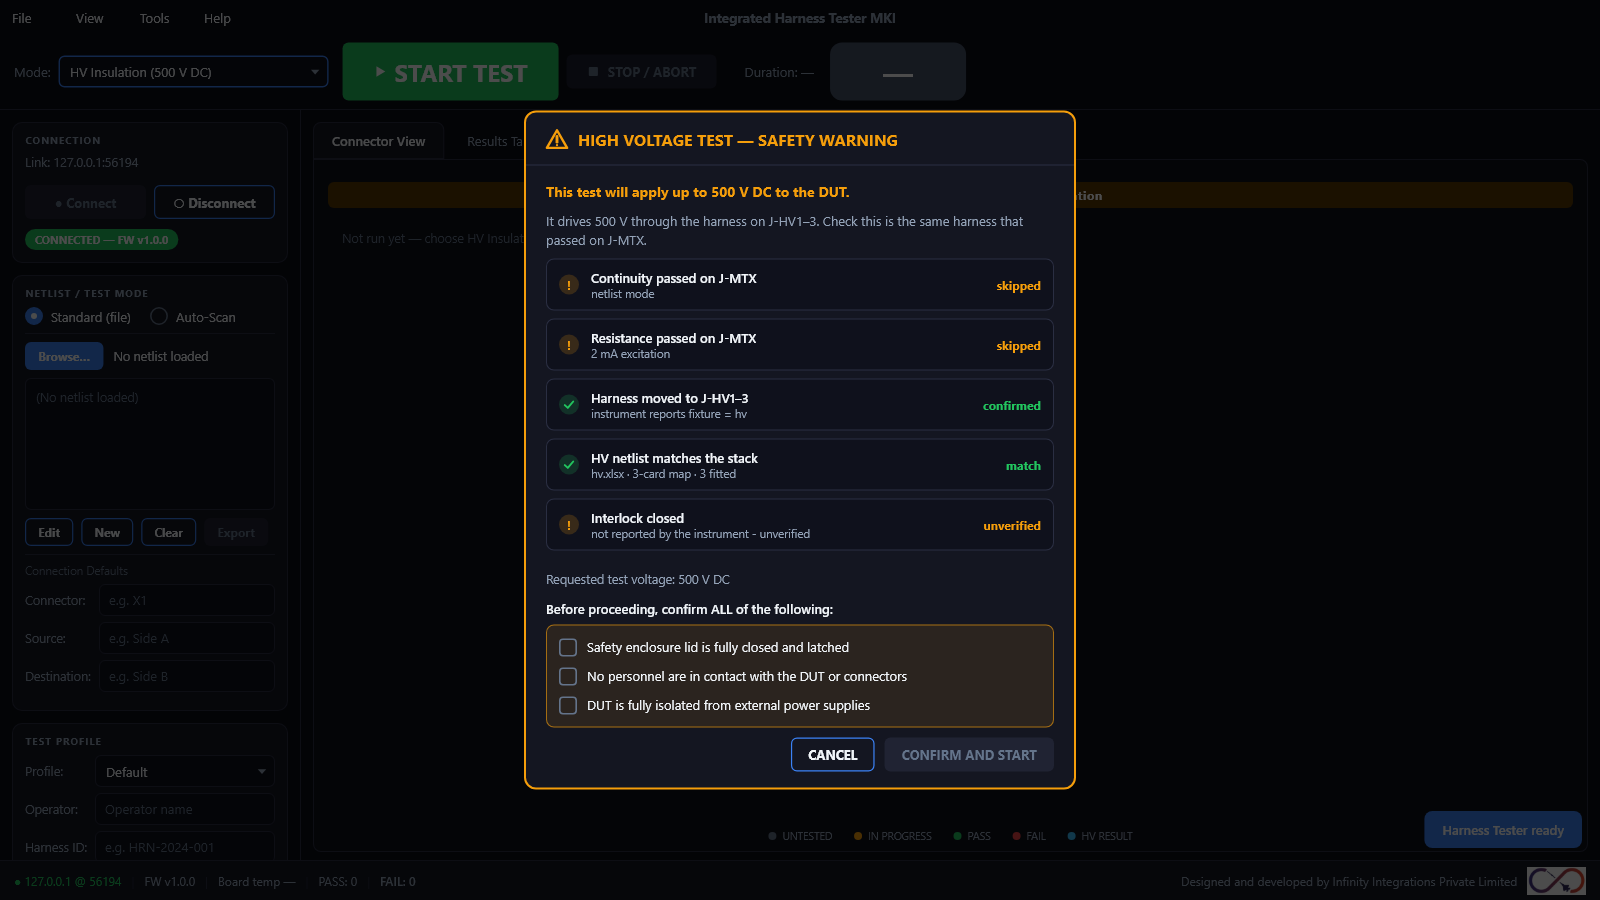 File View Tools Help
Integrated Harness Tester MKI
Mode: HV Insulation (500 V DC)
START TEST
STOP / ABORT
Duration: —
—
CONNECTION
Link: 127.0.0.1:56194
Connect
Disconnect
CONNECTED — FW v1.0.0
NETLIST / TEST MODE
Standard (file)
Auto-Scan
Browse...
No netlist loaded
(No netlist loaded)
Edit
New
Clear
Export
Connection Defaults
Connector: e.g. X1
Source: e.g. Side A
Destination: e.g. Side B
TEST PROFILE
Profile: Default
Operator: Operator name
Harness ID: e.g. HRN-2024-001
Connector View
Results Ta
Not run yet — choose HV Insulat
HIGH VOLTAGE TEST — SAFETY WARNING
This test will apply up to 500 V DC to the DUT.
It drives 500 V through the harness on J-HV1–3. Check this is the same harness that
passed on J-MTX.
Continuity passed on J-MTX
netlist mode
skipped
Resistance passed on J-MTX
2 mA excitation
skipped
Harness moved to J-HV1–3
instrument reports fixture = hv
confirmed
HV netlist matches the stack
hv.xlsx · 3-card map · 3 fitted
match
Interlock closed
not reported by the instrument - unverified
unverified
Requested test voltage: 500 V DC
Before proceeding, confirm ALL of the following:
Safety enclosure lid is fully closed and latched
No personnel are in contact with the DUT or connectors
DUT is fully isolated from external power supplies
CANCEL
CONFIRM AND START
UNTESTED
IN PROGRESS
PASS
FAIL
HV RESULT
Harness Tester ready
127.0.0.1 @ 56194
FW v1.0.0
Board temp —
PASS: 0
FAIL: 0
Designed and developed by Infinity Integrations Private Limited